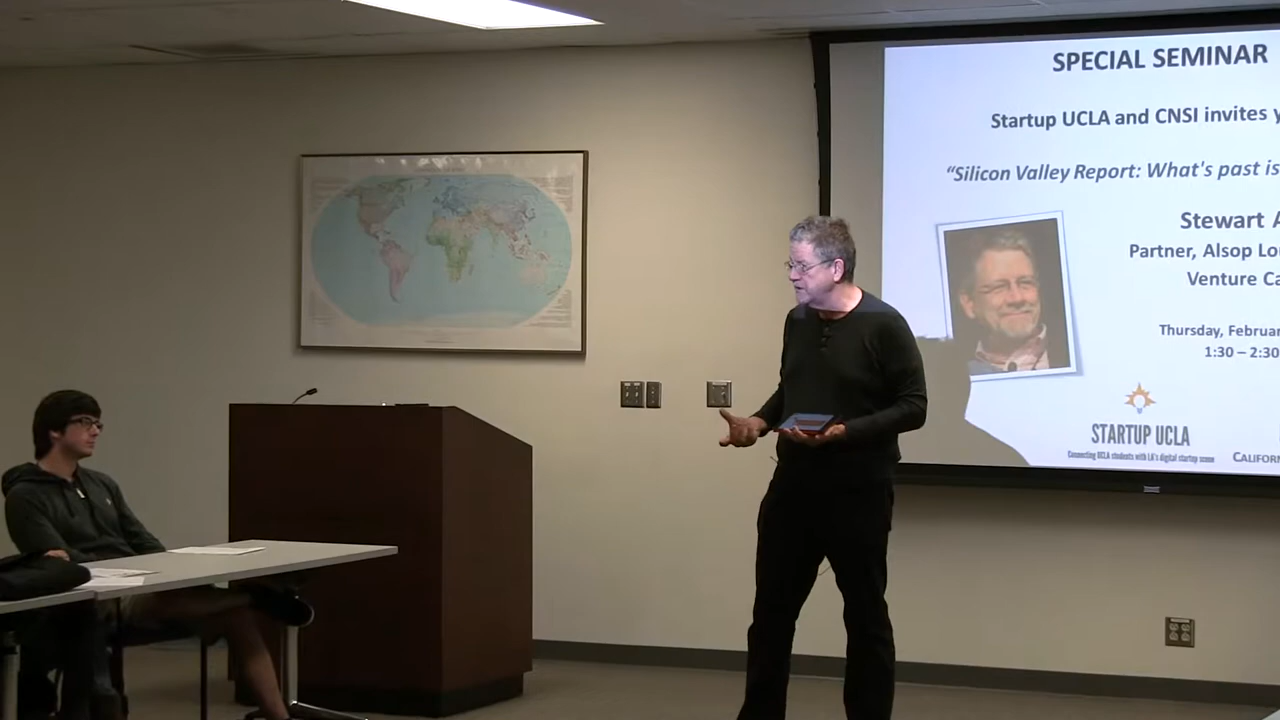 SPECIAL SEMINAR
Startup UCLA and CNSI invites y
“Silicon Valley Report: What's past is
Stewart A
Partner, Alsop Lou
Venture Ca
Thursday, Februar
1:30 – 2:30
STARTUP UCLA
Connecting UCLA students with LA's digital startup scene
CALIFOR